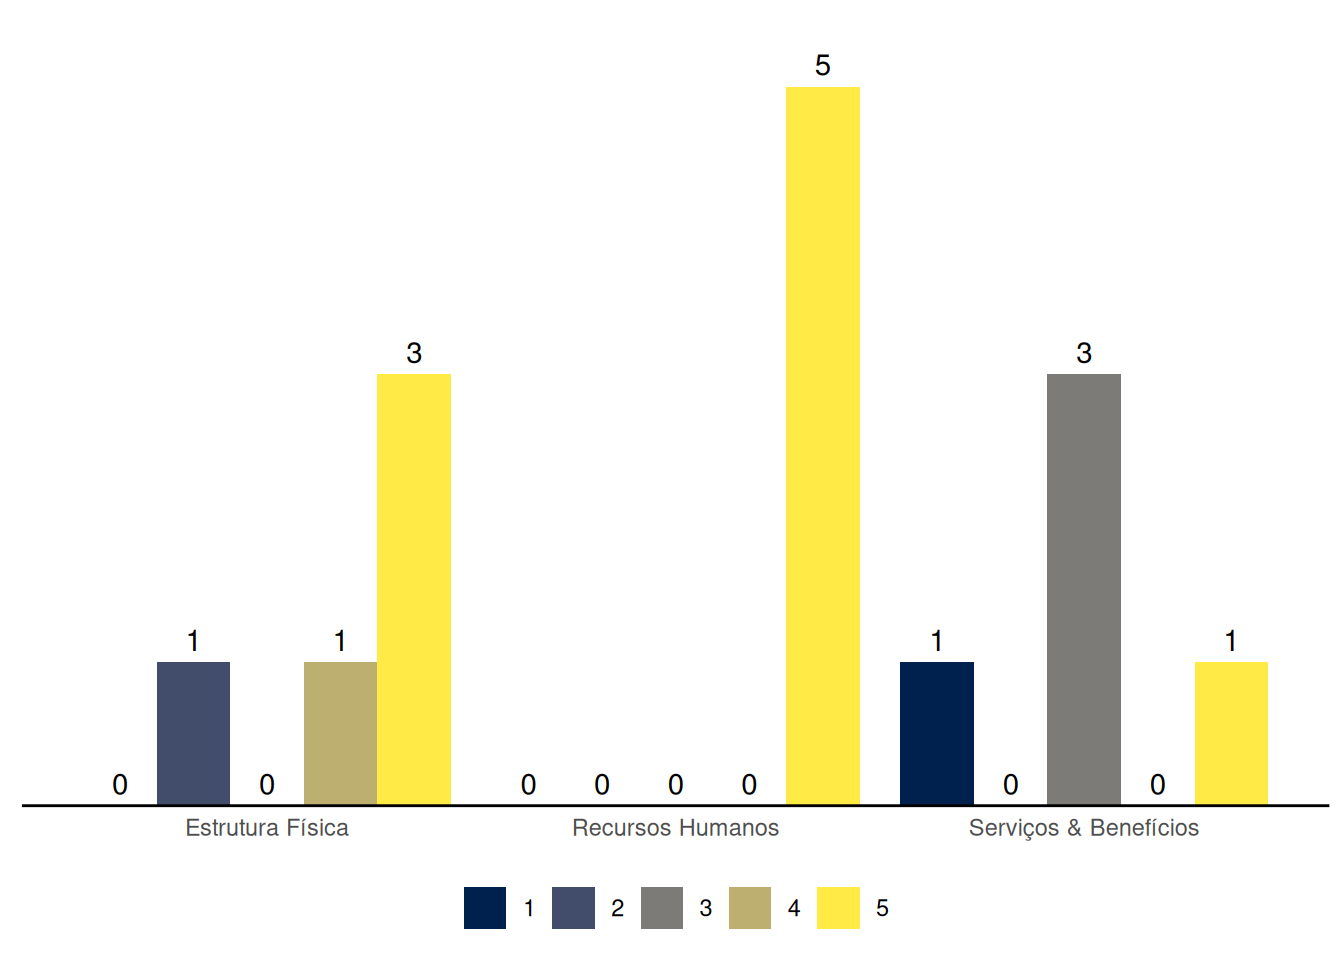 5
3 3
1 1 1 1
0 0 0 0 0 0 0 0
Estrutura Física Recursos Humanos Serviços & Benefícios
1 2 3 4 5